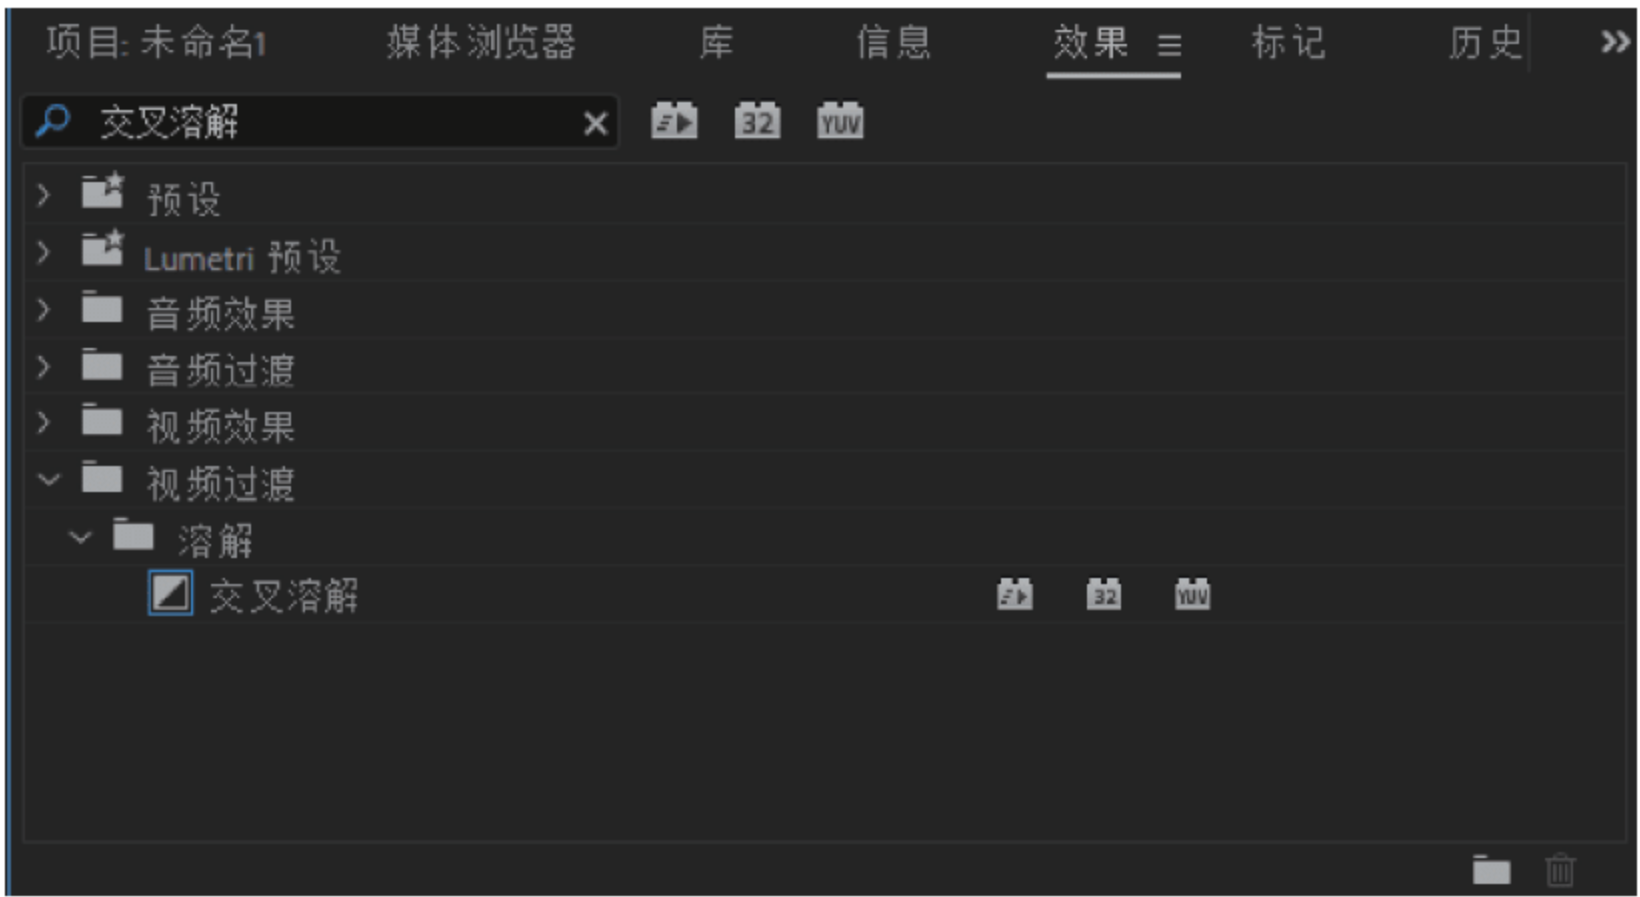 项目: 未命名1 媒体浏览器 库 信息 效果 标记 历史
交叉溶解 32 YUV
预设
Lumetri 预设
音频效果
音频过渡
视频效果
视频过渡
溶解
交叉溶解 32 YUV